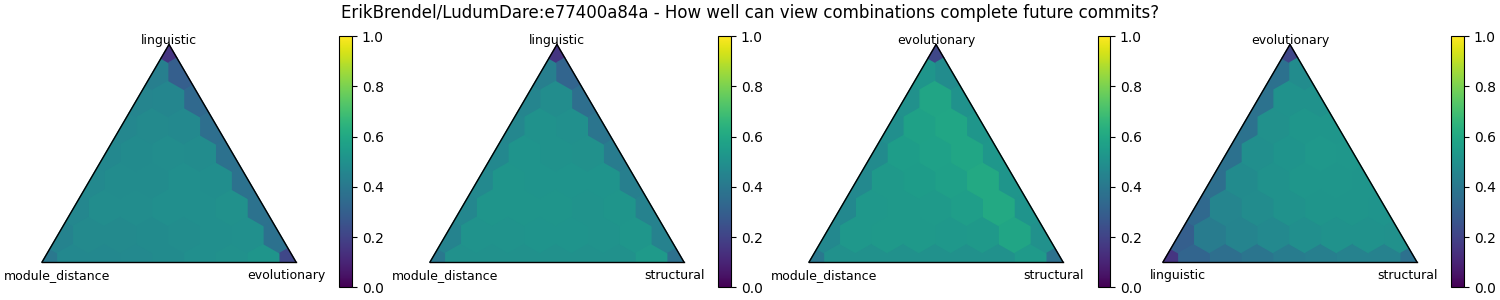 ErikBrendel/LudumDare:e77400a84a - How well can view combinations complete future commits?
linguistic
module_distance
evolutionary
1.0
0.8
0.6
0.4
0.2
0.0
linguistic
module_distance
structural
1.0
0.8
0.6
0.4
0.2
0.0
evolutionary
module_distance
structural
1.0
0.8
0.6
0.4
0.2
0.0
evolutionary
linguistic
structural
1.0
0.8
0.6
0.4
0.2
0.0